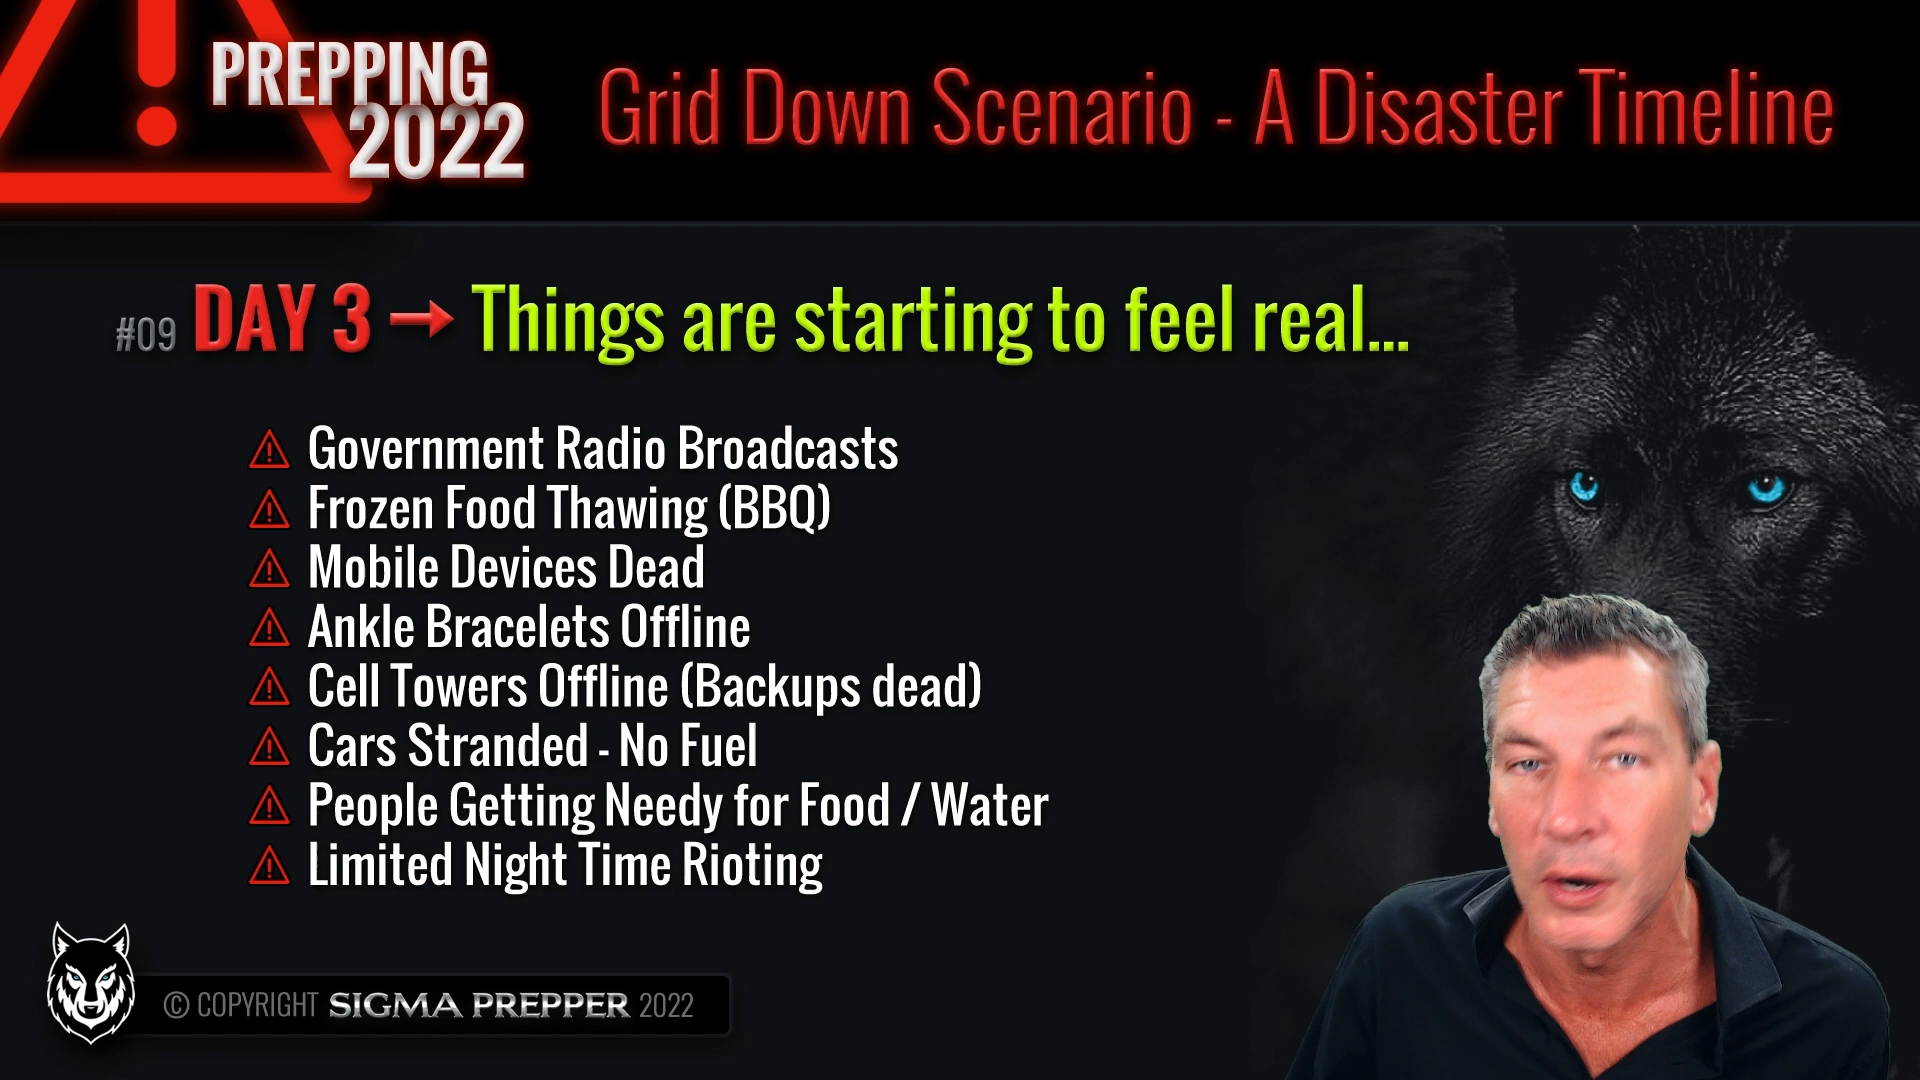 PREPPING
2022
Grid Down Scenario - A Disaster Timeline
#09 DAY 3 → Things are starting to feel real...
Government Radio Broadcasts
Frozen Food Thawing (BBQ)
Mobile Devices Dead
Ankle Bracelets Offline
Cell Towers Offline (Backups dead)
Cars Stranded - No Fuel
People Getting Needy for Food / Water
Limited Night Time Rioting
© COPYRIGHT SIGMA PREPPER 2022